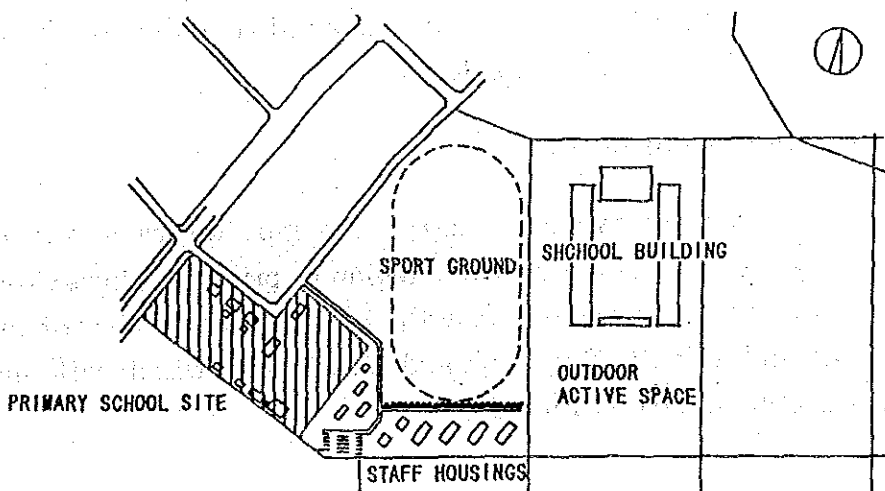 SPORT GROUND
SHCHOOL BUILDING
OUTDOOR
ACTIVE SPACE
PRIMARY SCHOOL SITE
STAFF HOUSINGS